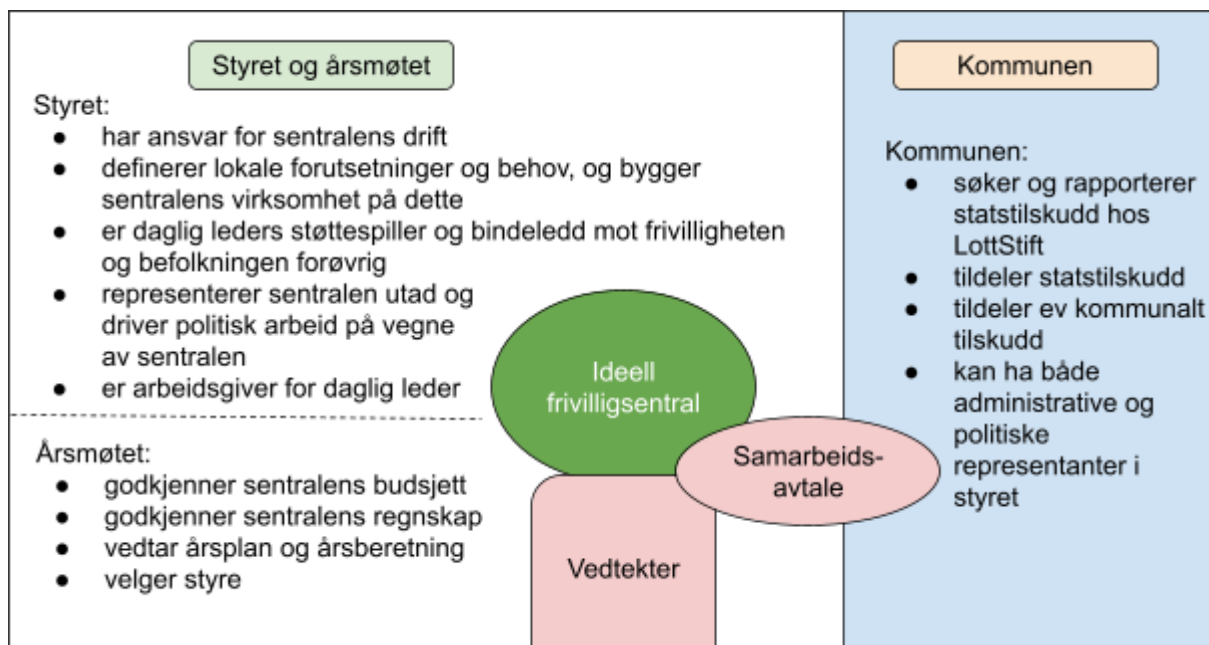 Styret og årsmøtet
Styret:
● har ansvar for sentralens drift
● definerer lokale forutsetninger og behov, og bygger
sentralens virksomhet på dette
● er daglig leders støttespiller og bindeledd mot frivilligheten
og befolkningen forøvrig
● representerer sentralen utad og
driver politisk arbeid på vegne
av sentralen
● er arbeidsgiver for daglig leder
Årsmøtet:
● godkjenner sentralens budsjett
● godkjenner sentralens regnskap
● vedtar årsplan og årsberetning
● velger styre
Ideell
frivilligsentral
Samarbeids-
avtale
Vedtekter
Kommunen
Kommunen:
● søker og rapporterer
statstilskudd hos
LottStift
● tildeler statstilskudd
● tildeler ev kommunalt
tilskudd
● kan ha både
administrative og
politiske
representanter i
styret